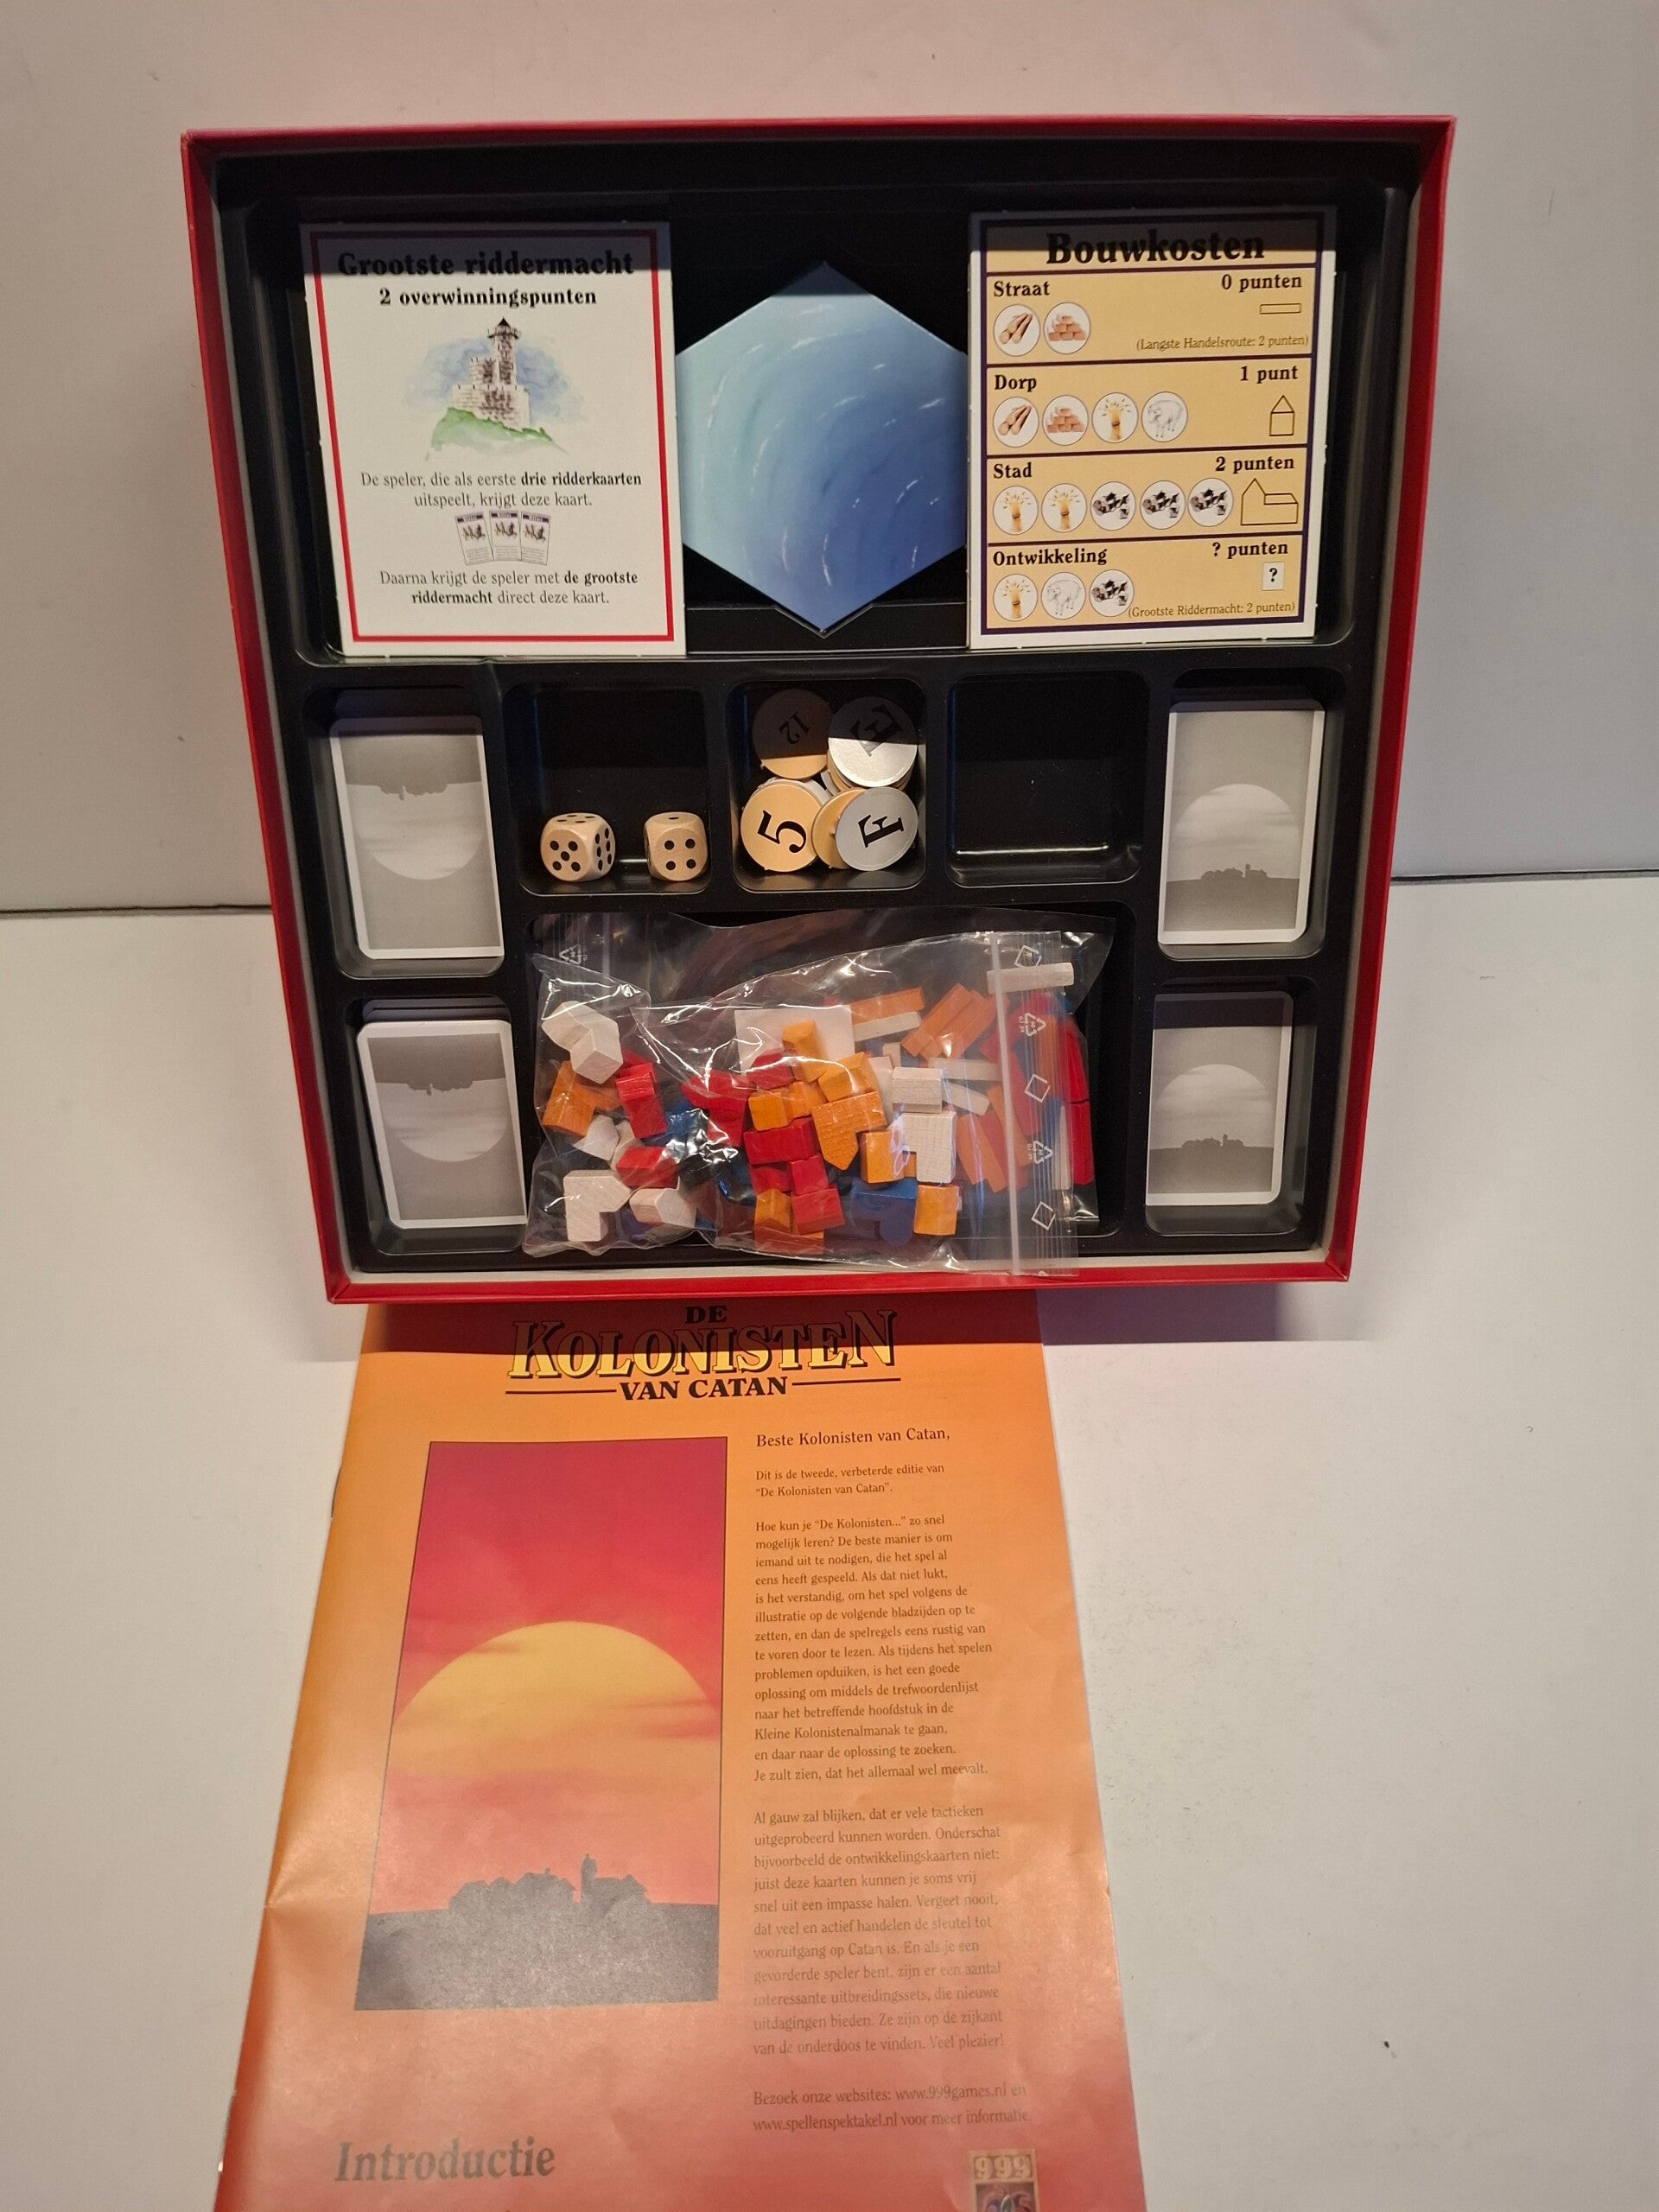 Grootste riddermacht
2 overwinningspunten
De speler, die als eerste drie ridderkaarten
uitspeelt, krijgt deze kaart.
Daarna krijgt de speler met de grootste
riddermacht direct deze kaart.
Bouwkosten
Straat
0 punten
(Langste Handelsroute: 2 punten)
Dorp
1 punt
Stad
2 punten
Ontwikkeling
? punten
?
(Grootste Riddermacht: 2 punten)
12
E
5
F
DE
KOLONISTEN
VAN CATAN
Beste Kolonisten van Catan,
Dit is de tweede, verbeterde editie van
"De Kolonisten van Catan".
Hoe kun je "De Kolonisten..." zo snel
mogelijk leren? De beste manier is om
iemand uit te nodigen, die het spel al
eens heeft gespeeld. Als dat niet lukt,
is het verstandig, om het spel volgens de
illustratie op de volgende bladzijden op te
zetten, en dan de spelregels eens rustig van
te voren door te lezen. Als tijdens het spelen
problemen opduiken, is het een goede
oplossing om middels de trefwoordenlijst
naar het betreffende hoofdstuk in de
Kleine Kolonistenalmanak te gaan,
en daar naar de oplossing te zoeken.
Je zult zien, dat het allemaal wel meevalt.
Al gauw zal blijken, dat er vele tactieken
uitgeprobeerd kunnen worden. Onderschat
bijvoorbeeld de ontwikkelingskaarten niet:
juist deze kaarten kunnen je soms vrij
snel uit een impasse halen. Vergeet nooit,
dat veel en actief handelen de sleutel tot
vooruitgang op Catan is. En als je een
gevorderde speler bent, zijn er een aantal
interessante uitbreidingssets, die nieuwe
uitdagingen bieden. Ze zijn op de zijkant
van de onderdoos te vinden. Veel plezier!
Bezoek onze websites: www.999games.nl en
www.spellenspektakel.nl voor meer informatie
Introductie
999